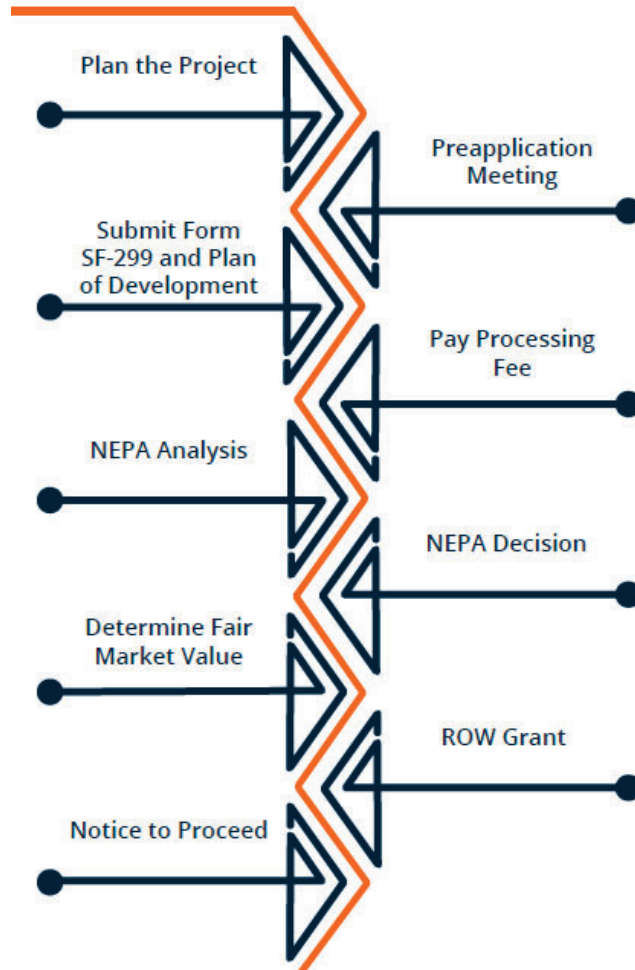 Plan the Project
Preapplication
Meeting
Submit Form
SF-299 and Plan
of Development
Pay Processing
Fee
NEPA Analysis
NEPA Decision
Determine Fair
Market Value
ROW Grant
Notice to Proceed